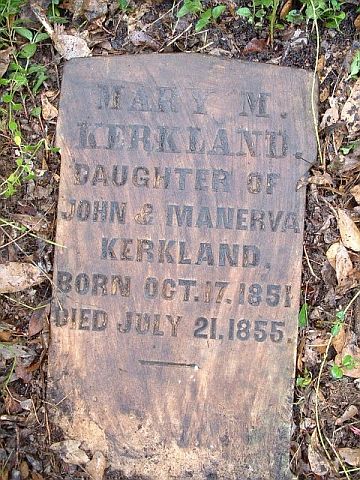 MARY M.
KERKLAND.
DAUGHTER OF
JOHN & MANERVA
KERKLAND,
BORN OCT. 17. 1851
DIED JULY 21. 1855.